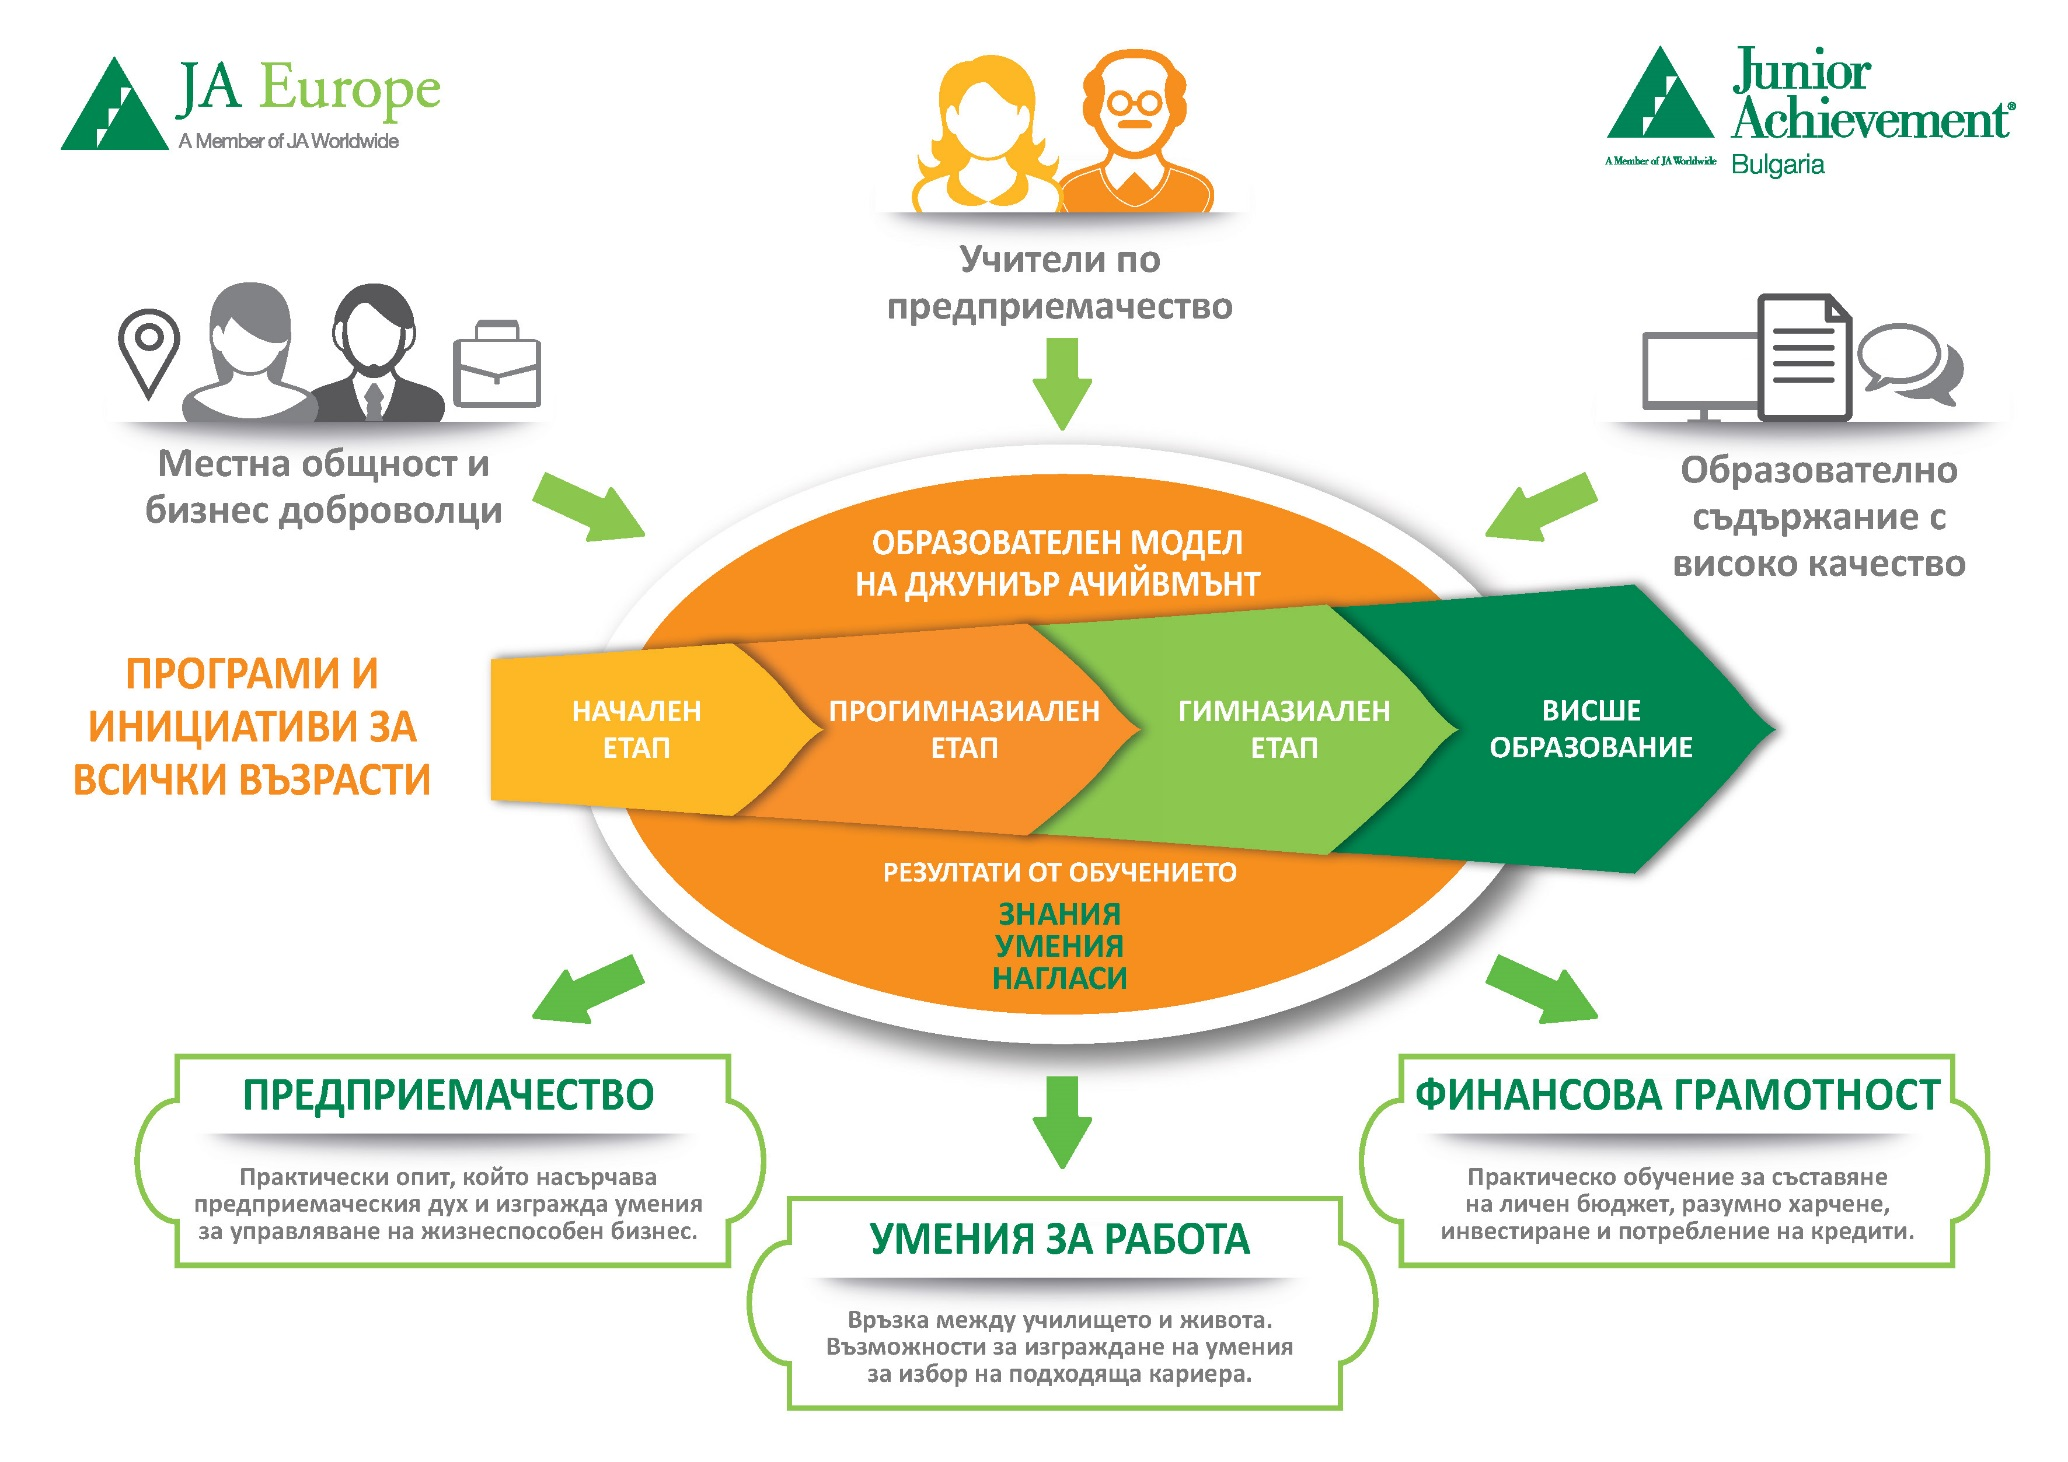 JA Europe
A Member of JA Worldwide
Junior
Achievement®
A Member of JA Worldwide
Bulgaria
Учители по
предприемачество
Местна общност и
бизнес доброволци
Образователно
съдържание с
високо качество
ОБРАЗОВАТЕЛЕН МОДЕЛ
НА ДЖУНИЪР АЧИЙВМЪНТ
ПРОГРАМИ И
ИНИЦИАТИВИ ЗА
ВСИЧКИ ВЪЗРАСТИ
НАЧАЛЕН
ЕТАП
ПРОГИМНАЗИАЛЕН
ЕТАП
ГИМНАЗИАЛЕН
ЕТАП
ВИСШЕ
ОБРАЗОВАНИЕ
РЕЗУЛТАТИ ОТ ОБУЧЕНИЕТО
ЗНАНИЯ
УМЕНИЯ
НАГЛАСИ
ПРЕДПРИЕМАЧЕСТВО
Практически опит, който насърчава
предприемаческия дух и изгражда умения
за управляване на жизнеспособен бизнес.
УМЕНИЯ ЗА РАБОТА
Връзка между училището и живота.
Възможности за изграждане на умения
за избор на подходяща кариера.
ФИНАНСОВА ГРАМОТНОСТ
Практическо обучение за съставяне
на личен бюджет, разумно харчене,
инвестиране и потребление на кредити.